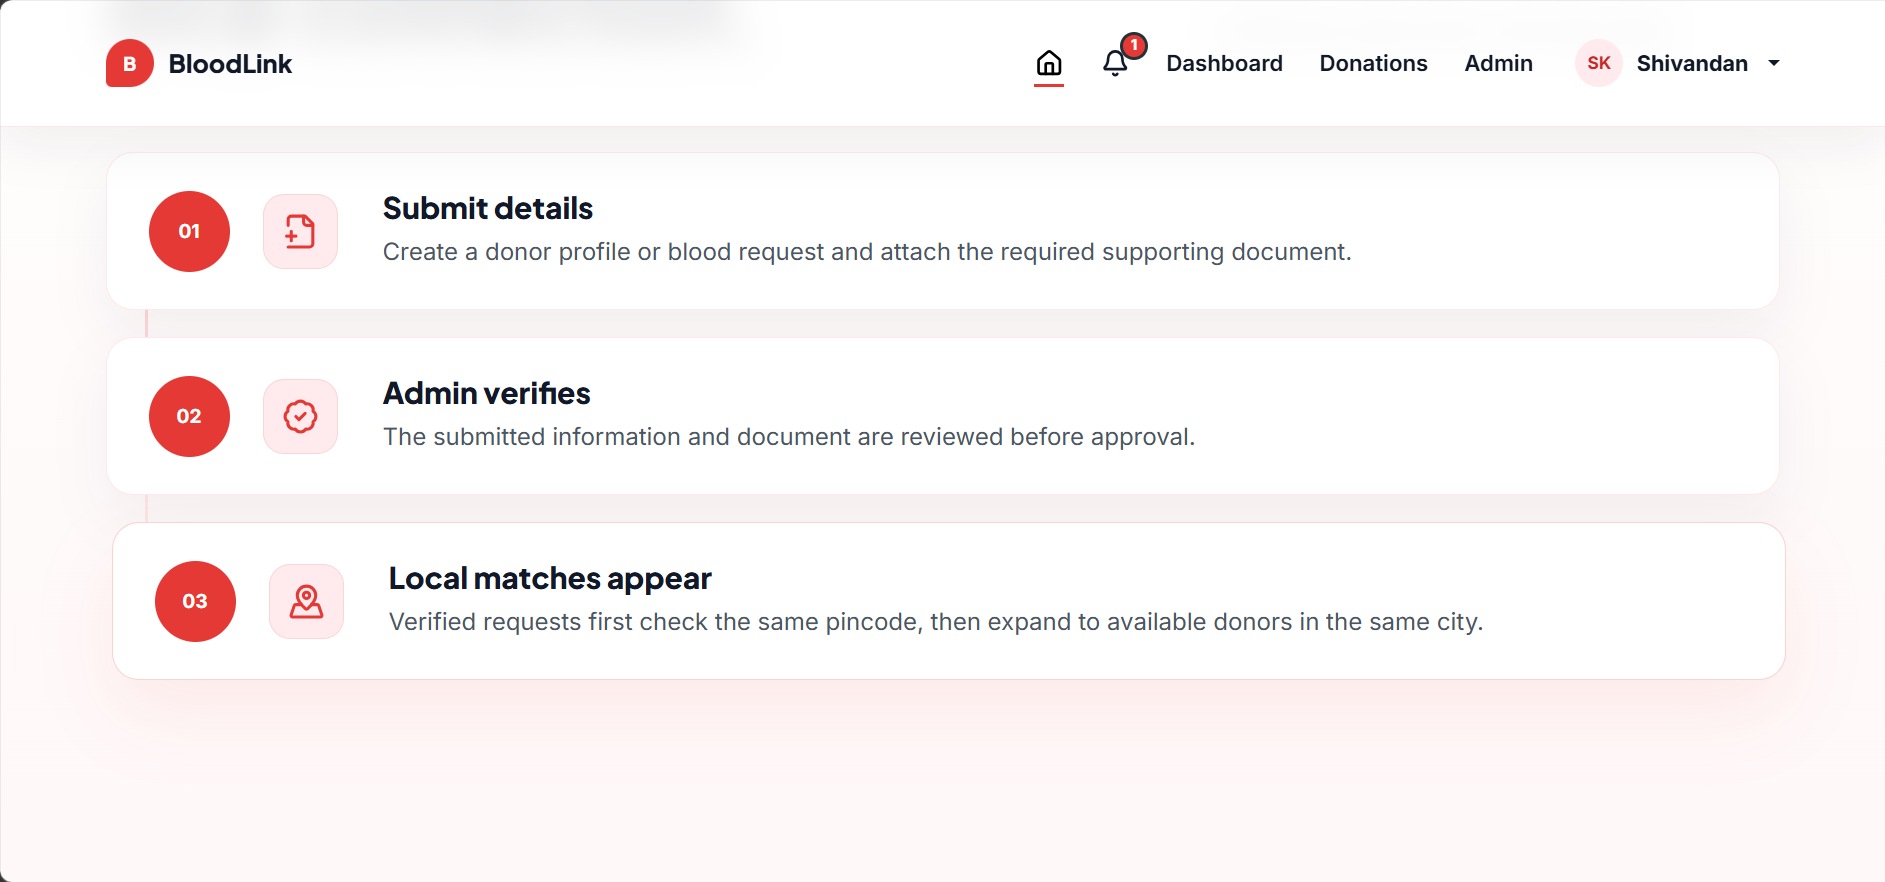 B BloodLink 1 Dashboard Donations Admin SK Shivandan
01 Submit details
Create a donor profile or blood request and attach the required supporting document.
02 Admin verifies
The submitted information and document are reviewed before approval.
03 Local matches appear
Verified requests first check the same pincode, then expand to available donors in the same city.